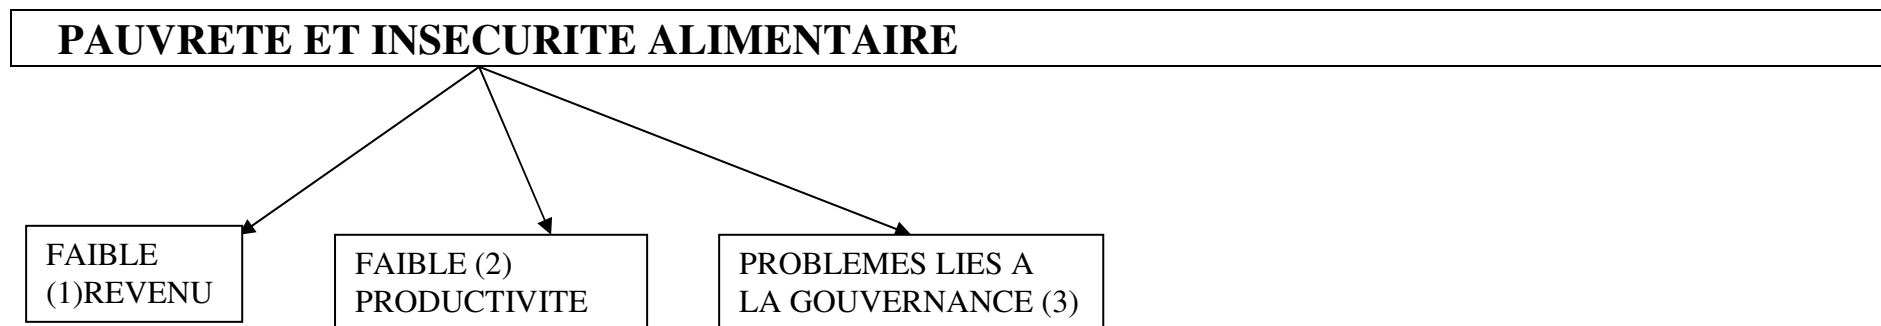 PAUVRETE ET INSECURITE ALIMENTAIRE
FAIBLE
(1)REVENU
FAIBLE (2)
PRODUCTIVITE
PROBLEMES LIES A
LA GOUVERNANCE (3)